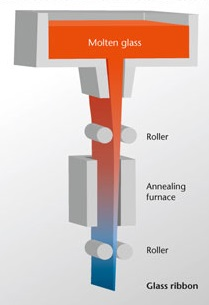 Molten glass
Roller
Annealing
furnace
Roller
Glass ribbon